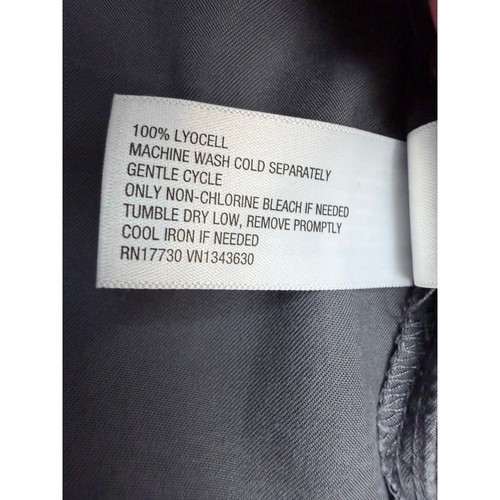 100% LYOCELL
MACHINE WASH COLD SEPARATELY
GENTLE CYCLE
ONLY NON-CHLORINE BLEACH IF NEEDED
TUMBLE DRY LOW, REMOVE PROMPTLY
COOL IRON IF NEEDED
RN17730 VN1343630